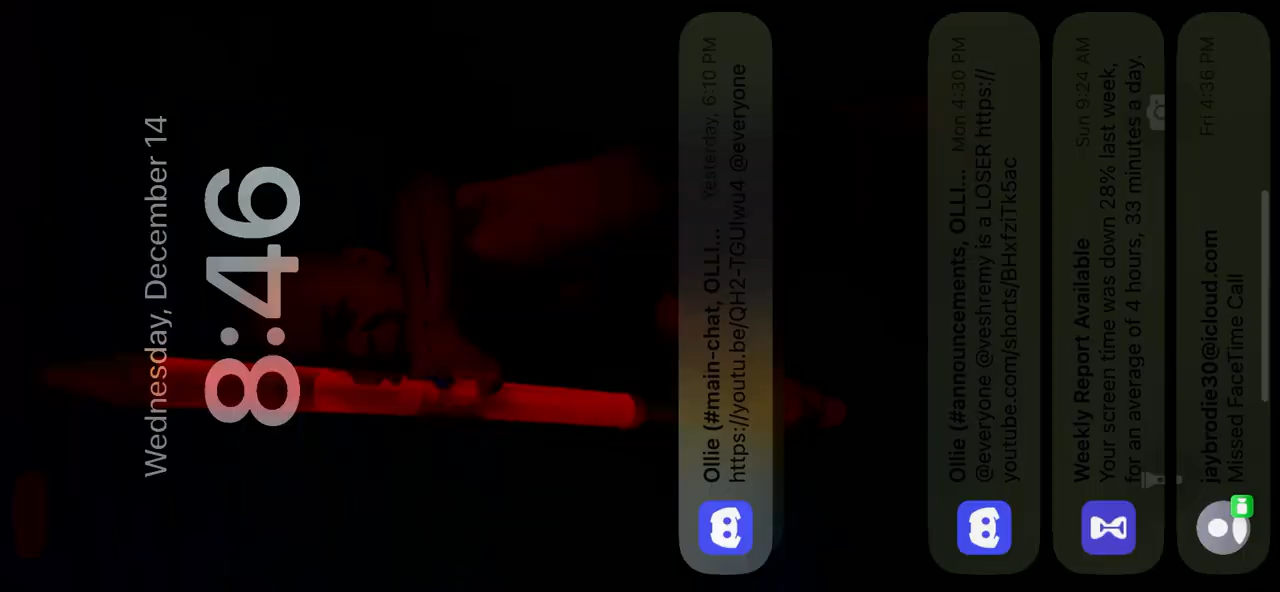 Wednesday, December 14
8:46
Ollie (#main-chat, OLLI... Yesterday, 6:10 PM
https://youtu.be/QH2-TGUlwu4 @everyone
Ollie (#announcements, OLLI... Mon 4:30 PM
@everyone @veshremy is a LOSER https://
youtube.com/shorts/BHxfziTk5ac
Weekly Report Available Sun 9:24 AM
Your screen time was down 28% last week,
for an average of 4 hours, 33 minutes a day.
jaybrodie30@icloud.com Fri 4:36 PM
Missed FaceTime Call